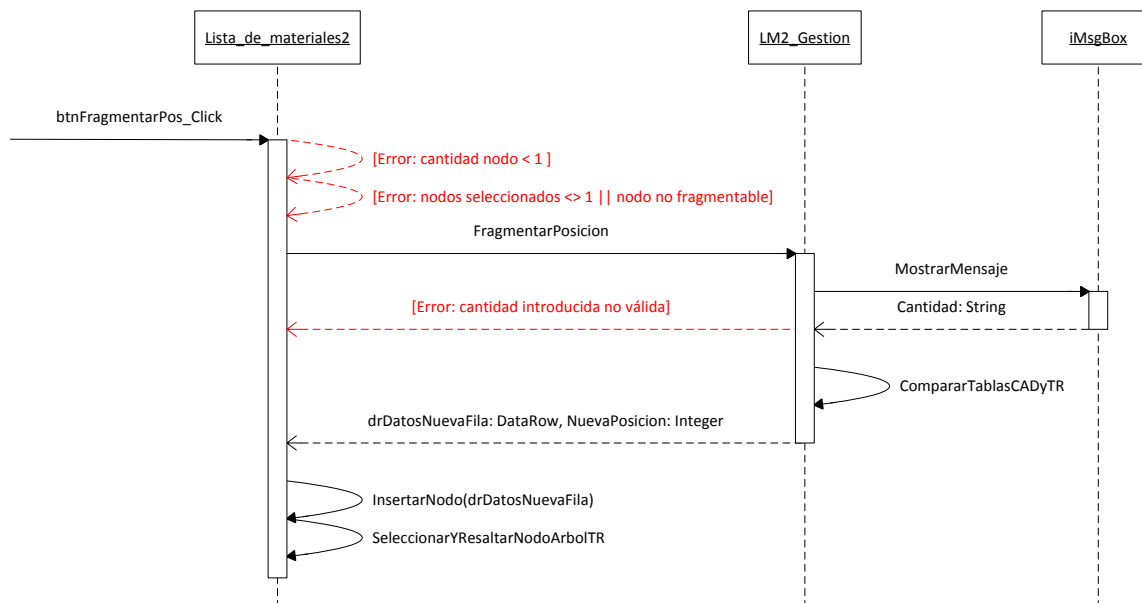 Lista_de_materiales2
LM2_Gestion
iMsgBox
btnFragmentarPos_Click
[Error: cantidad nodo < 1 ]
[Error: nodos seleccionados <> 1 || nodo no fragmentable]
FragmentarPosicion
MostrarMensaje
[Error: cantidad introducida no válida]
Cantidad: String
CompararTablasCADyTR
drDatosNuevaFila: DataRow, NuevaPosicion: Integer
InsertarNodo(drDatosNuevaFila)
SeleccionarYResaltarNodoArbolTR